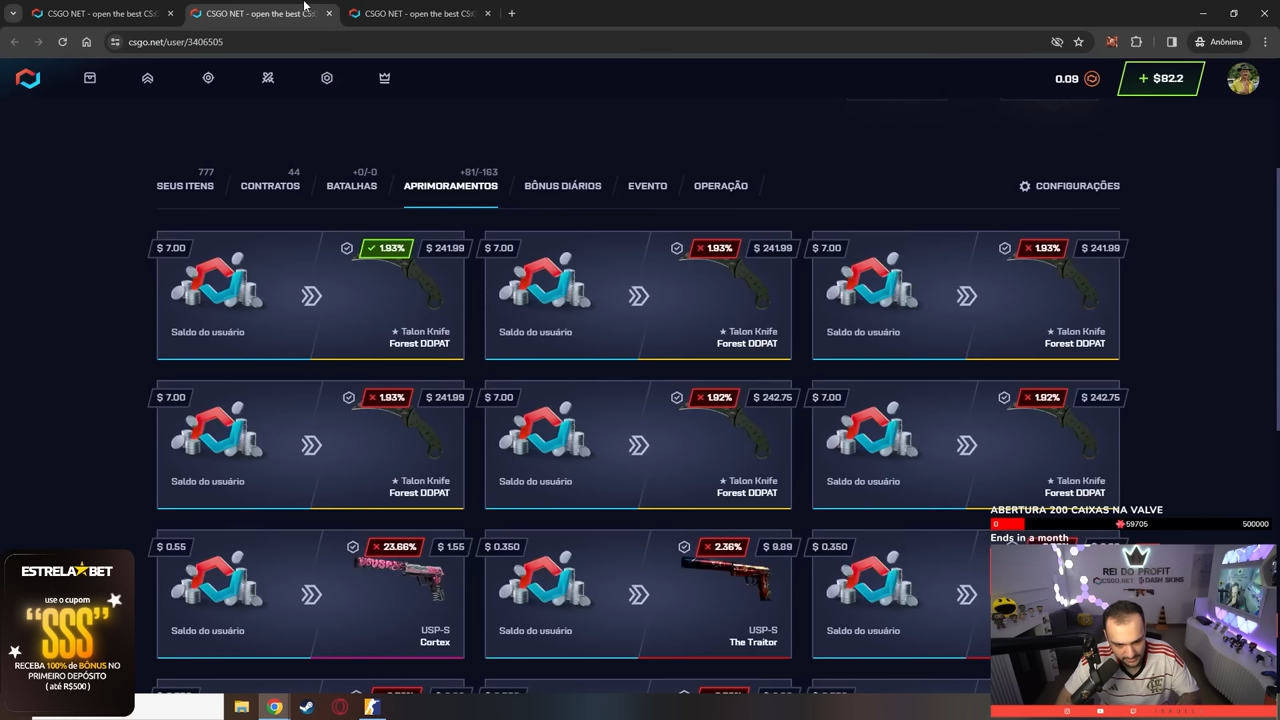 CSGO NET - open the best CS:
CSGO NET - open the best CS:
CSGO NET - open the best CS:
csgo.net/user/3406505
Anônima
0.09
+ $82.2
777
44
+0/-0
+81/-163
SEUS ITENS
CONTRATOS
BATALHAS
APRIMORAMENTOS
BÔNUS DIÁRIOS
EVENTO
OPERAÇÃO
CONFIGURAÇÕES
$ 7.00
1.93%
$ 241.99
$ 7.00
1.93%
$ 241.99
$ 7.00
1.93%
$ 241.99
Saldo do usuário
★ Talon Knife
Forest DDPAT
Saldo do usuário
★ Talon Knife
Forest DDPAT
Saldo do usuário
★ Talon Knife
Forest DDPAT
$ 7.00
1.93%
$ 241.99
$ 7.00
1.92%
$ 242.75
$ 7.00
1.92%
$ 242.75
Saldo do usuário
★ Talon Knife
Forest DDPAT
Saldo do usuário
★ Talon Knife
Forest DDPAT
Saldo do usuário
★ Talon Knife
Forest DDPAT
$ 0.55
23.66%
$ 1.55
$ 0.350
2.36%
$ 9.89
$ 0.350
Saldo do usuário
USP-S
Cortex
Saldo do usuário
USP-S
The Traitor
Saldo do usuário
ABERTURA 200 CAIXAS NA VALVE
0
59705
500000
Ends in a month
REI DO PROFIT
CSGO.NET
DASH SKINS
ESTRELA★BET
use o cupom
"$$$"
RECEBA 100% de BÔNUS NO
PRIMEIRO DEPÓSITO
( até R$500 )